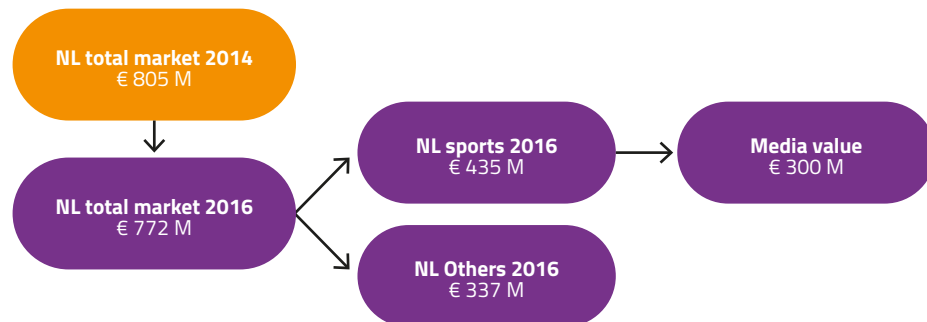 NL total market 2014
€ 805 M
NL total market 2016
€ 772 M
NL sports 2016
€ 435 M
NL Others 2016
€ 337 M
Media value
€ 300 M